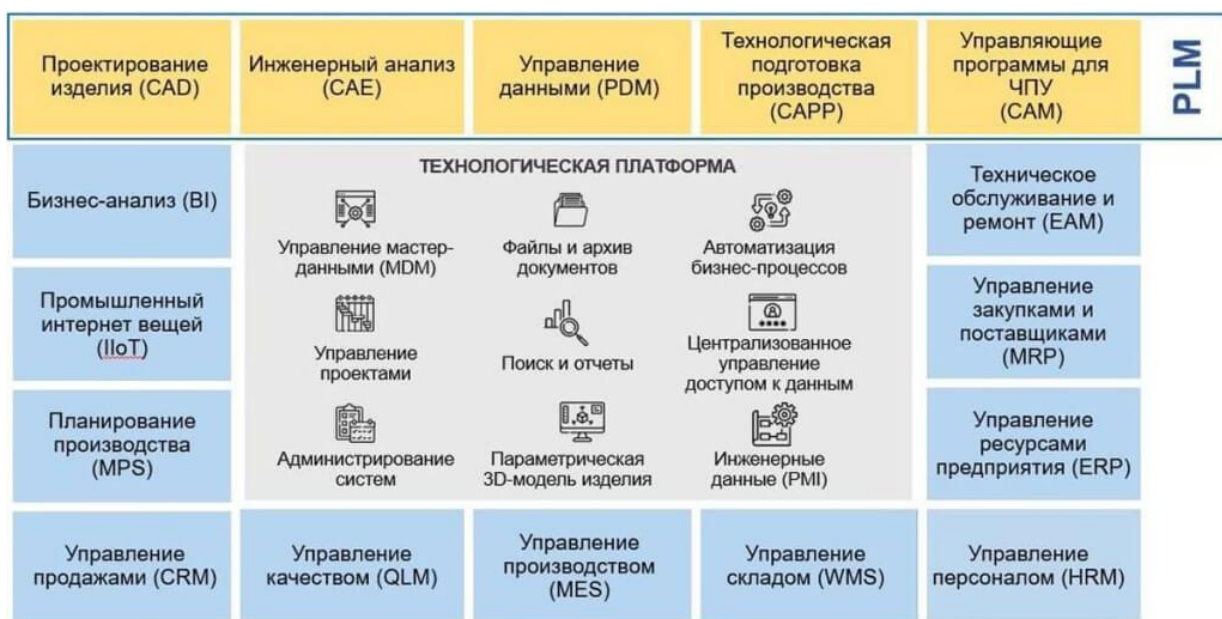 Проектирование
изделия (CAD)
Инженерный анализ
(CAE)
Управление
данными (PDM)
Технологическая
подготовка
производства
(CAPP)
Управляющие
программы для
ЧПУ
(CAM)
PLM
Бизнес-анализ (BI)
Промышленный
интернет вещей
(IIoT)
Планирование
производства
(MPS)
ТЕХНОЛОГИЧЕСКАЯ ПЛАТФОРМА
Управление мастер-
данными (MDM)
Файлы и архив
документов
Автоматизация
бизнес-процессов
Управление
проектами
Поиск и отчеты
Централизованное
управление
доступом к данным
Администрирование
систем
Параметрическая
3D-модель изделия
Инженерные
данные (PMI)
Техническое
обслуживание и
ремонт (EAM)
Управление
закупками и
поставщиками
(MRP)
Управление
ресурсами
предприятия (ERP)
Управление
продажами (CRM)
Управление
качеством (QLM)
Управление
производством
(MES)
Управление
складом (WMS)
Управление
персоналом (HRM)